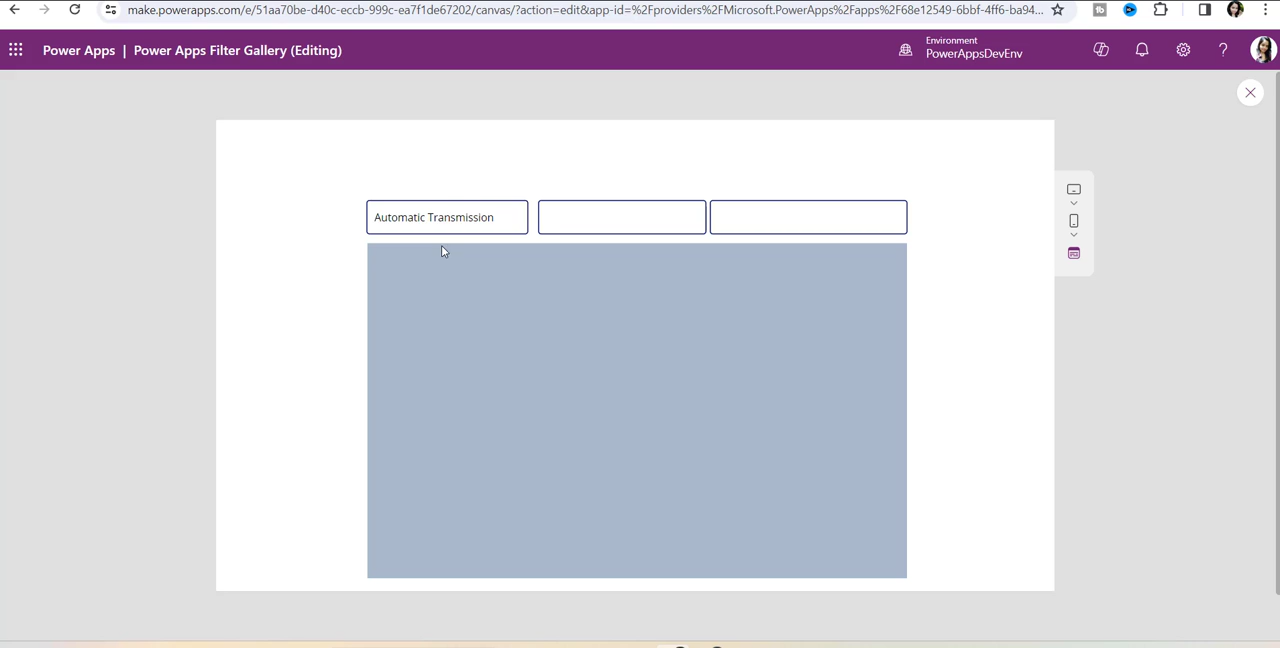 make.powerapps.com/e/51aa70be-d40c-eccb-999c-ea7f1de67202/canvas/?action=edit&app-id=%2Fproviders%2FMicrosoft.PowerApps%2Fapps%2F68e12549-6bbf-4ff6-ba94...
Power Apps | Power Apps Filter Gallery (Editing)
Environment
PowerAppsDevEnv
Automatic Transmission